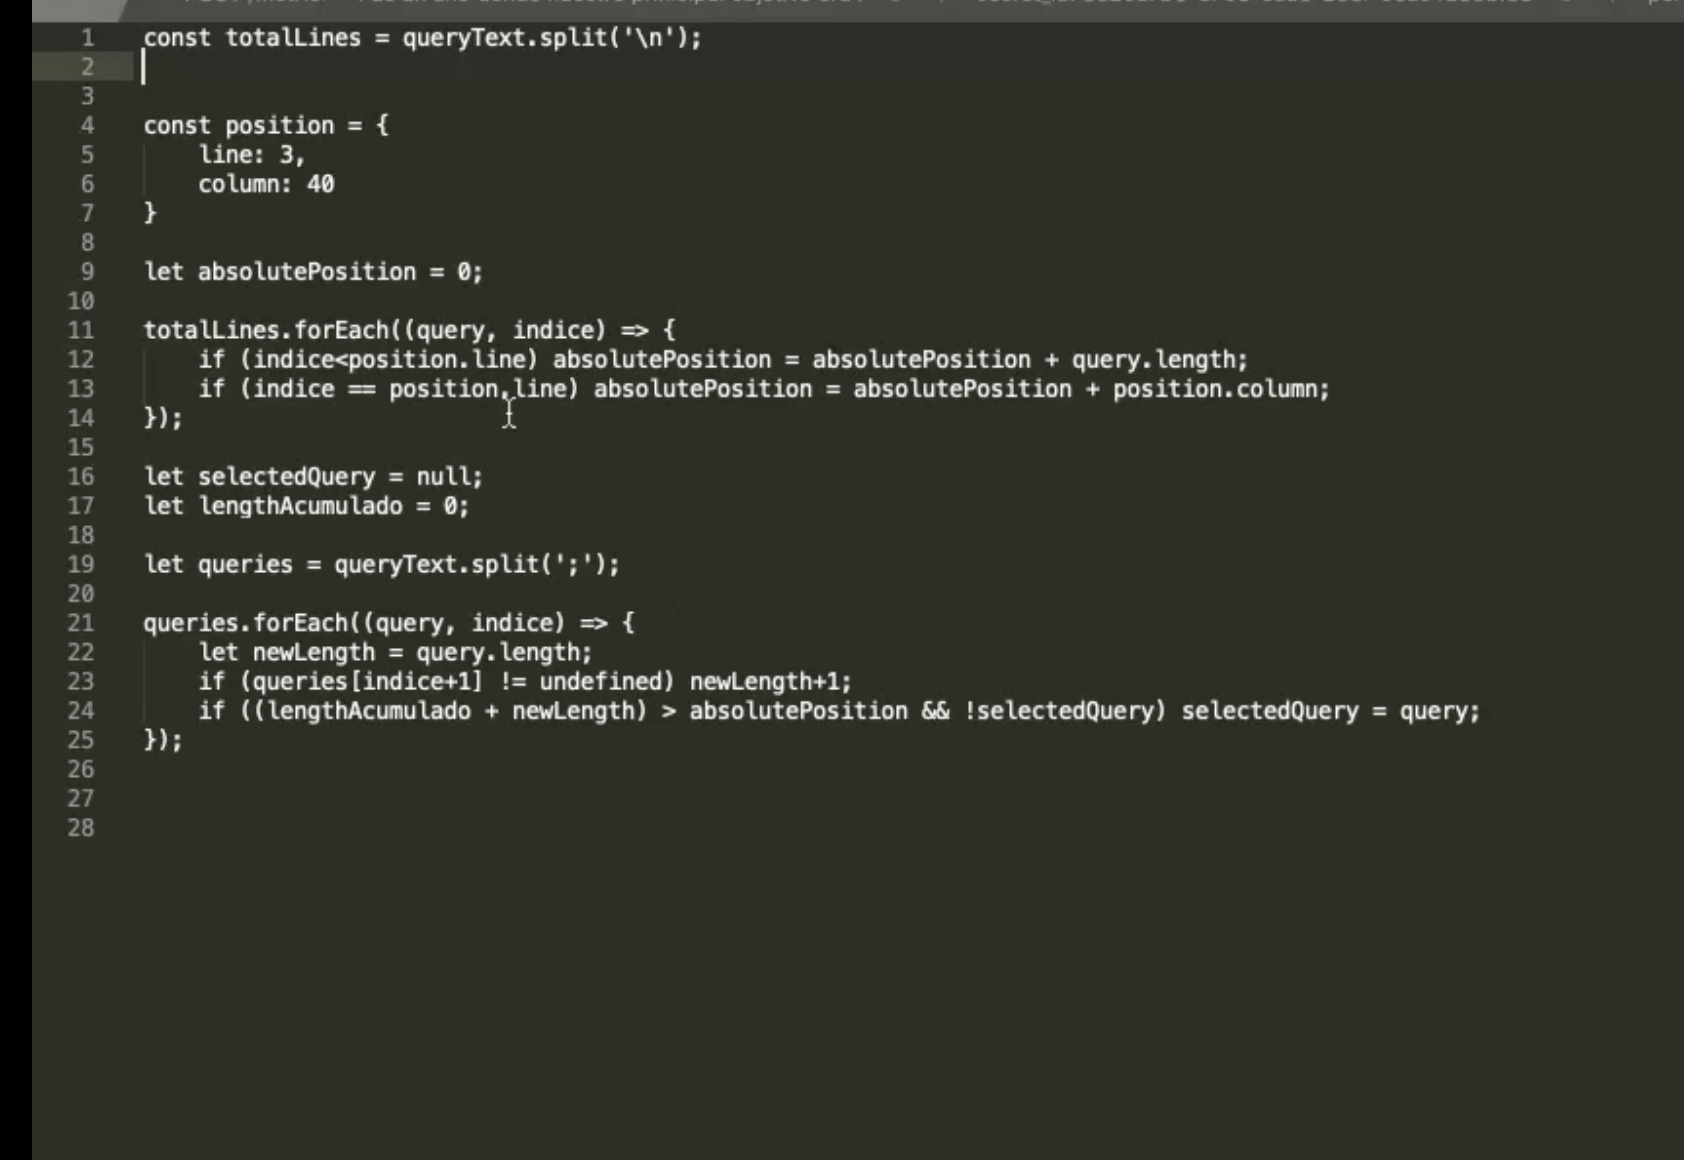 1 const totalLines = queryText.split('\n');
2
3
4 const position = {
5 line: 3,
6 column: 40
7 }
8
9 let absolutePosition = 0;
10
11 totalLines.forEach((query, indice) => {
12 if (indice<position.line) absolutePosition = absolutePosition + query.length;
13 if (indice == position.line) absolutePosition = absolutePosition + position.column;
14 });
15
16 let selectedQuery = null;
17 let lengthAcumulado = 0;
18
19 let queries = queryText.split(';');
20
21 queries.forEach((query, indice) => {
22 let newLength = query.length;
23 if (queries[indice+1] != undefined) newLength+1;
24 if ((lengthAcumulado + newLength) > absolutePosition && !selectedQuery) selectedQuery = query;
25 });
26
27
28